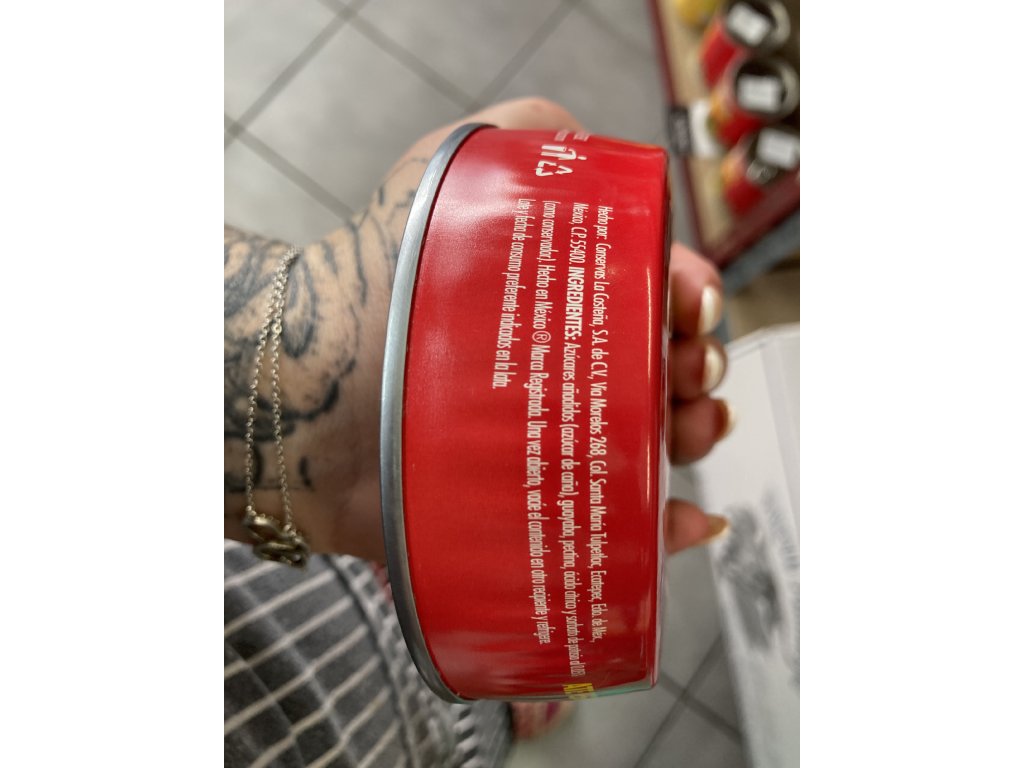 Hecho por: Conservas La Costeña, S.A. de C.V., Vía Morelos 268, Col. Santa María Tulpetlac, Ecatepec, Edo. de Méx.,
México, C.P. 55400. INGREDIENTES: Azúcares añadidos (azúcar de caña), guayaba, pectina, ácido cítrico y sorbato de potasio al
(como conservador). Hecho en México ® Marca Registrada. Una vez abierto, vacíe el contenido en otro recipiente y refrigere.
Lote y fecha de consumo preferente indicados en la lata.